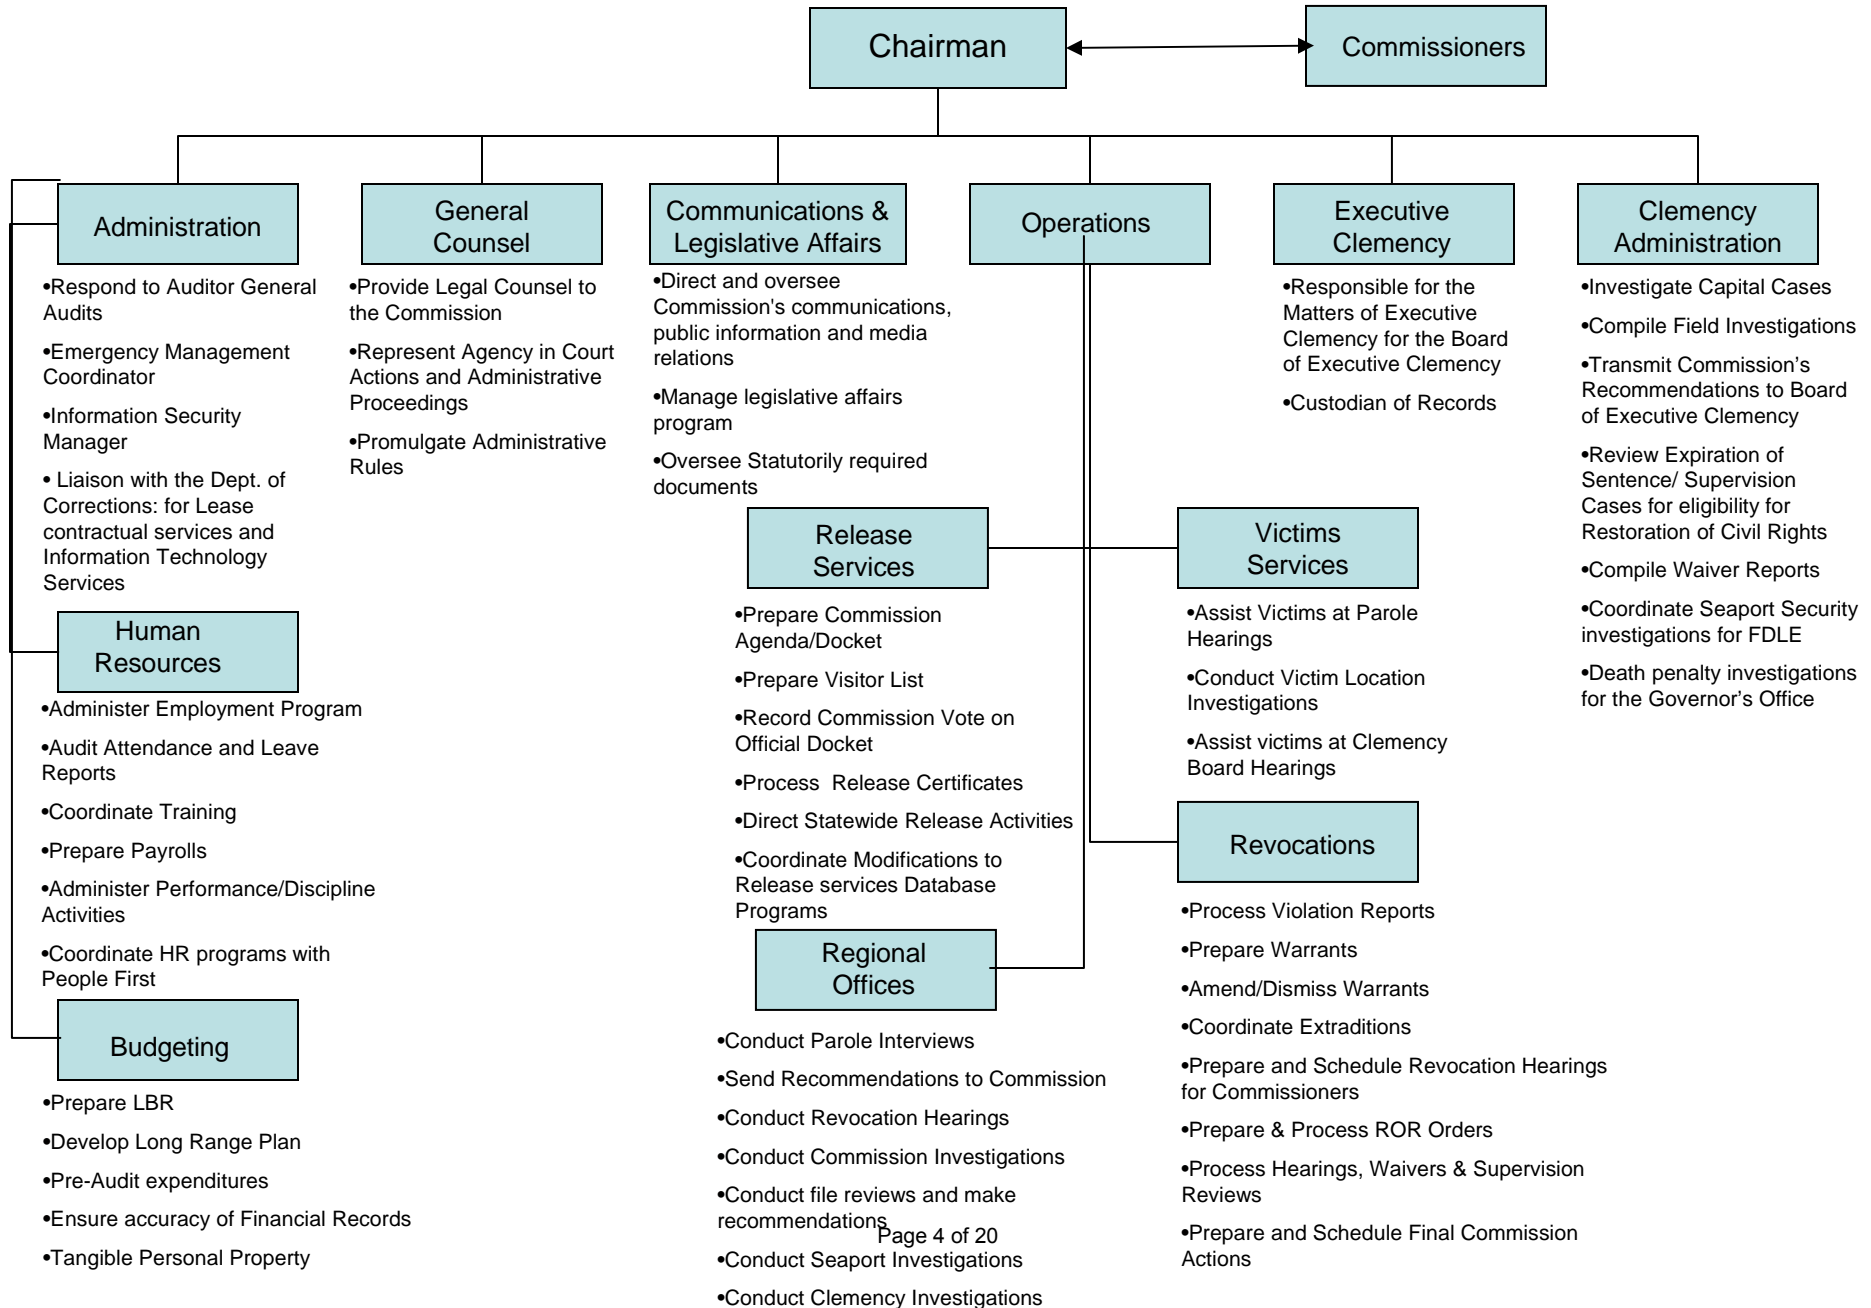 Chairman
Commissioners
Administration
•Respond to Auditor General
Audits
•Emergency Management
Coordinator
•Information Security
Manager
• Liaison with the Dept. of
Corrections: for Lease
contractual services and
Information Technology
Services
Human
Resources
•Administer Employment Program
•Audit Attendance and Leave
Reports
•Coordinate Training
•Prepare Payrolls
•Administer Performance/Discipline
Activities
•Coordinate HR programs with
People First
Budgeting
•Prepare LBR
•Develop Long Range Plan
•Pre-Audit expenditures
•Ensure accuracy of Financial Records
•Tangible Personal Property
General
Counsel
•Provide Legal Counsel to
the Commission
•Represent Agency in Court
Actions and Administrative
Proceedings
•Promulgate Administrative
Rules
Communications &
Legislative Affairs
•Direct and oversee
Commission's communications,
public information and media
relations
•Manage legislative affairs
program
•Oversee Statutorily required
documents
Operations
Release
Services
•Prepare Commission
Agenda/Docket
•Prepare Visitor List
•Record Commission Vote on
Official Docket
•Process  Release Certificates
•Direct Statewide Release Activities
•Coordinate Modifications to
Release services Database
Programs
Regional
Offices
•Conduct Parole Interviews
•Send Recommendations to Commission
•Conduct Revocation Hearings
•Conduct Commission Investigations
•Conduct file reviews and make
recommendations
•Conduct Seaport Investigations
•Conduct Clemency Investigations
Victims
Services
•Assist Victims at Parole
Hearings
•Conduct Victim Location
Investigations
•Assist victims at Clemency
Board Hearings
Revocations
•Process Violation Reports
•Prepare Warrants
•Amend/Dismiss Warrants
•Coordinate Extraditions
•Prepare and Schedule Revocation Hearings
for Commissioners
•Prepare & Process ROR Orders
•Process Hearings, Waivers & Supervision
Reviews
•Prepare and Schedule Final Commission
Actions
Executive
Clemency
•Responsible for the
Matters of Executive
Clemency for the Board
of Executive Clemency
•Custodian of Records
Clemency
Administration
•Investigate Capital Cases
•Compile Field Investigations
•Transmit Commission’s
Recommendations to Board
of Executive Clemency
•Review Expiration of
Sentence/ Supervision
Cases for eligibility for
Restoration of Civil Rights
•Compile Waiver Reports
•Coordinate Seaport Security
investigations for FDLE
•Death penalty investigations
for the Governor’s Office
Page 4 of 20